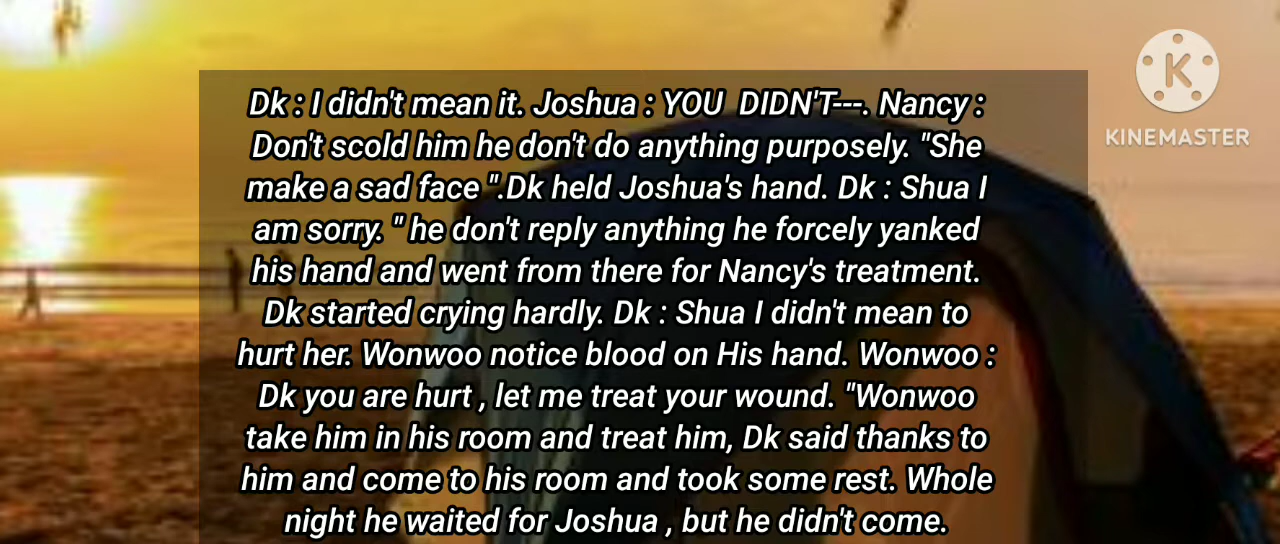 Dk : I didn't mean it. Joshua : YOU DIDN'T---. Nancy :
Don't scold him he don't do anything purposely. "She
make a sad face ".Dk held Joshua's hand. Dk : Shua I
am sorry. " he don't reply anything he forcely yanked
his hand and went from there for Nancy's treatment.
Dk started crying hardly. Dk : Shua I didn't mean to
hurt her. Wonwoo notice blood on His hand. Wonwoo :
Dk you are hurt , let me treat your wound. "Wonwoo
take him in his room and treat him, Dk said thanks to
him and come to his room and took some rest. Whole
night he waited for Joshua , but he didn't come.
K
KINEMASTER